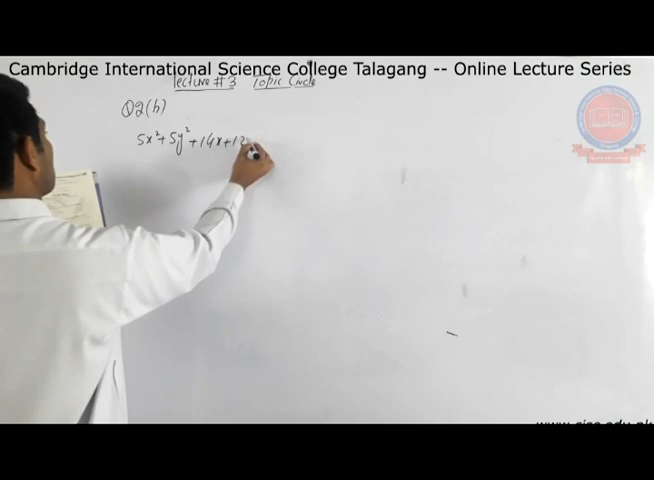 Cambridge International Science College Talagang -- Online Lecture Series
Lecture # 3 Topic Circle
Q2(b)
5x²+5y²+14x+12